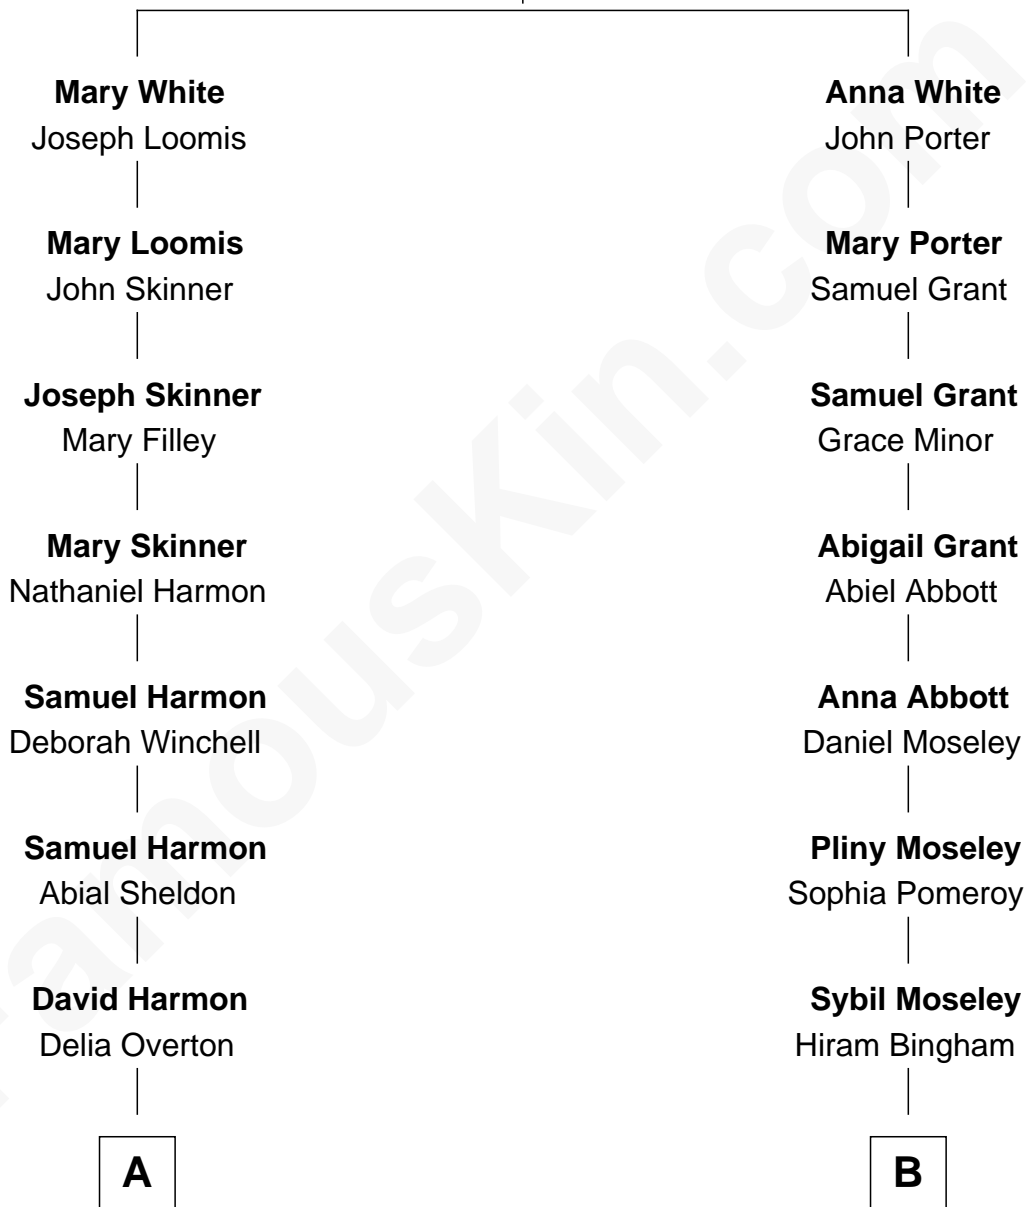 Mary White
Joseph Loomis
Mary Loomis
John Skinner
Joseph Skinner
Mary Filley
Mary Skinner
Nathaniel Harmon
Samuel Harmon
Deborah Winchell
Samuel Harmon
Abial Sheldon
David Harmon
Delia Overton
A
Anna White
John Porter
Mary Porter
Samuel Grant
Samuel Grant
Grace Minor
Abigail Grant
Abiel Abbott
Anna Abbott
Daniel Moseley
Pliny Moseley
Sophia Pomeroy
Sybil Moseley
Hiram Bingham
B
FamousKin.com